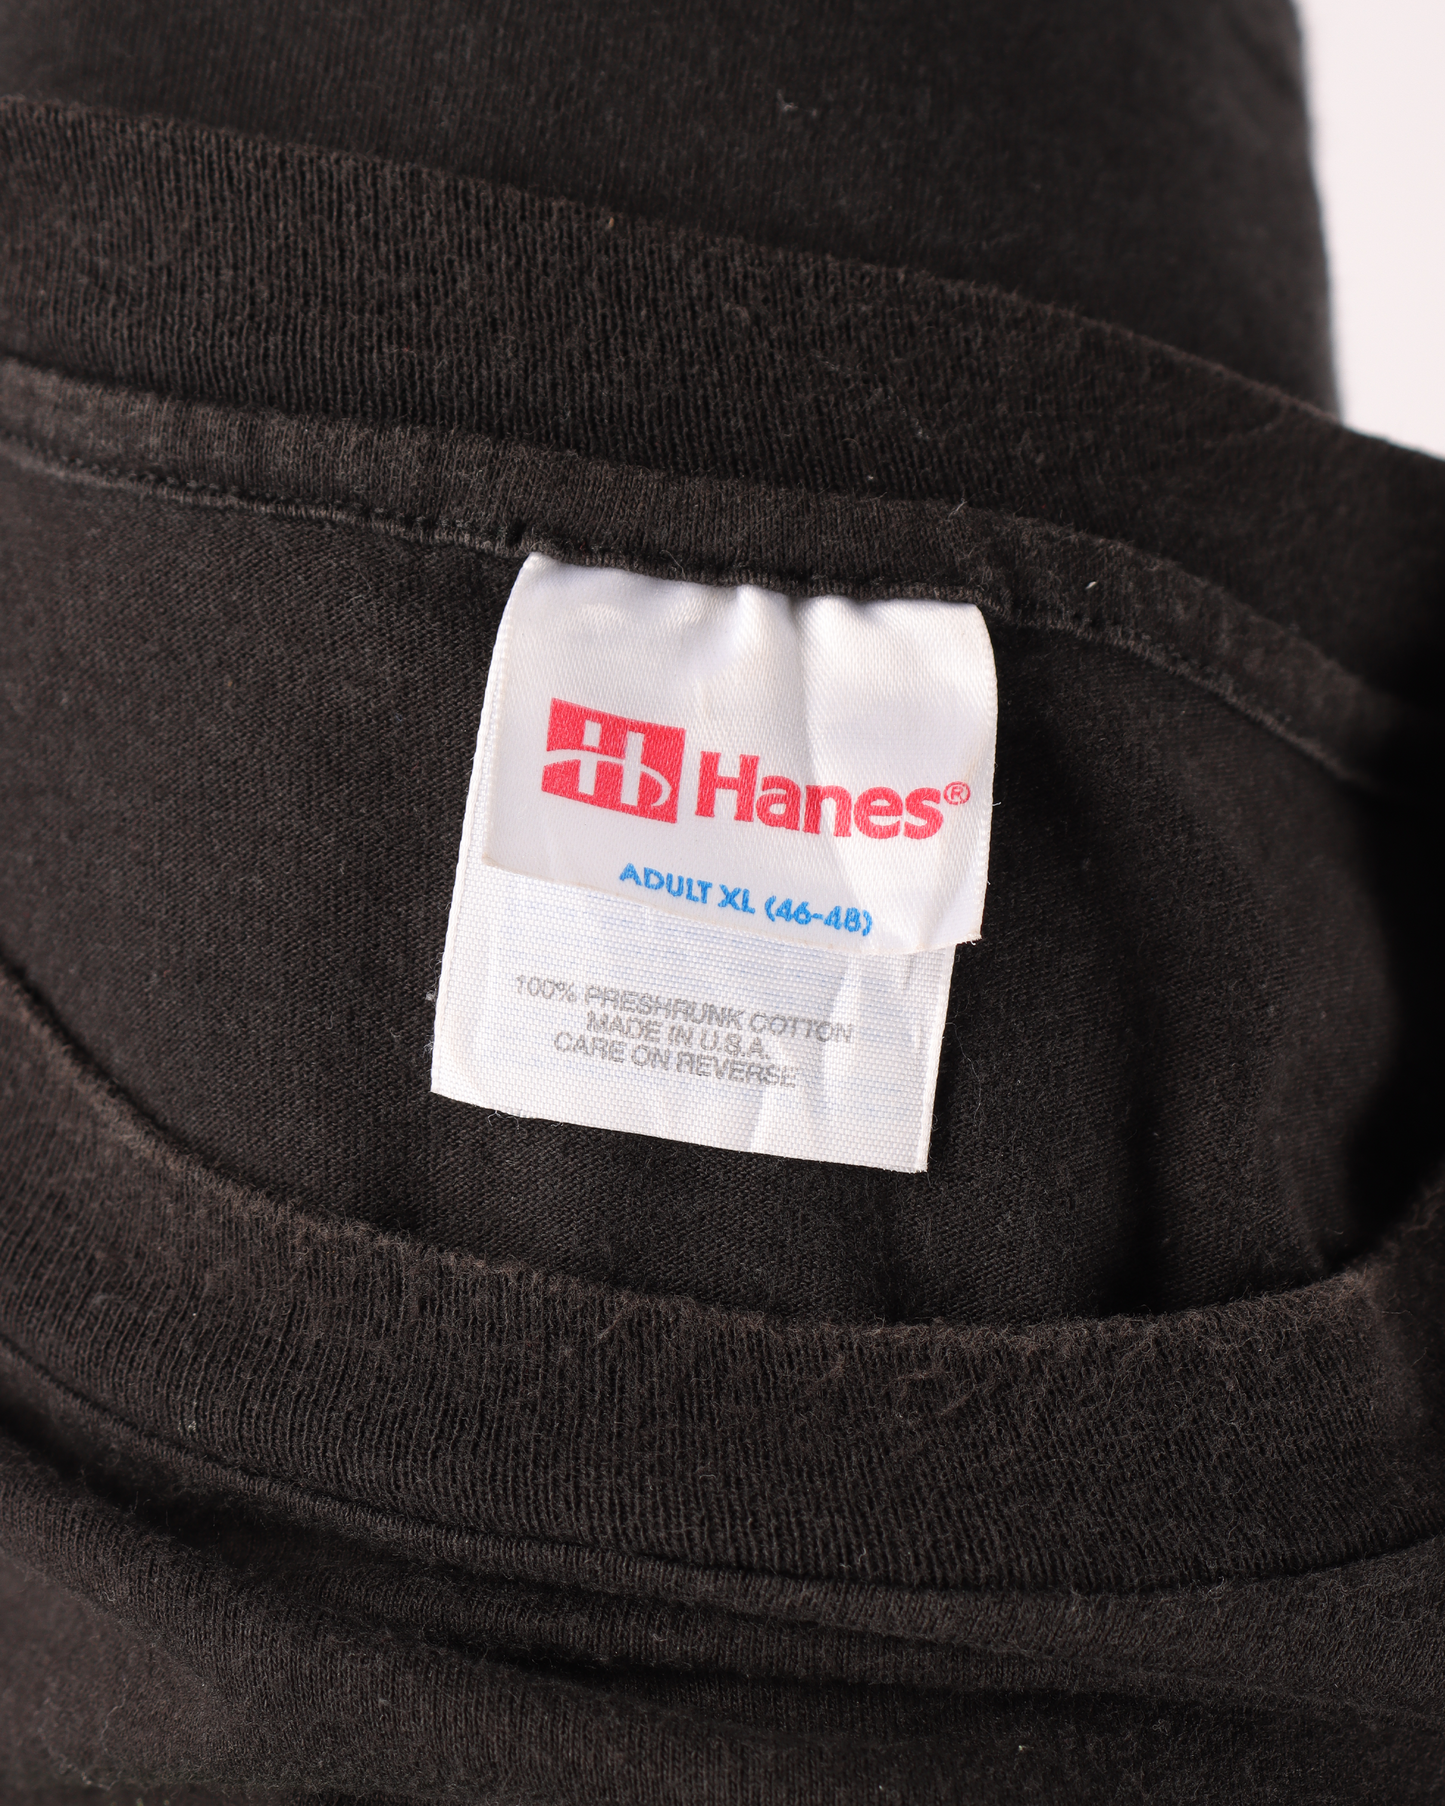 Hanes®
ADULT XL (46-48)
100% PRESHRUNK COTTON
MADE IN U.S.A.
CARE ON REVERSE